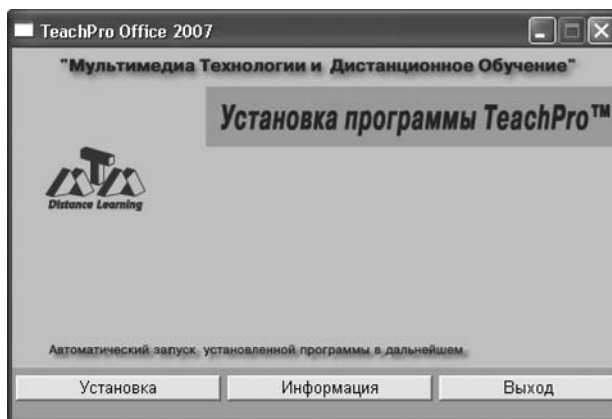 TeachPro Office 2007
"Мультимедиа Технологии и Дистанционное Обучение"
Установка программы TeachPro™
Distance Learning
Автоматический запуск установленной программы в дальнейшем
Установка
Информация
Выход